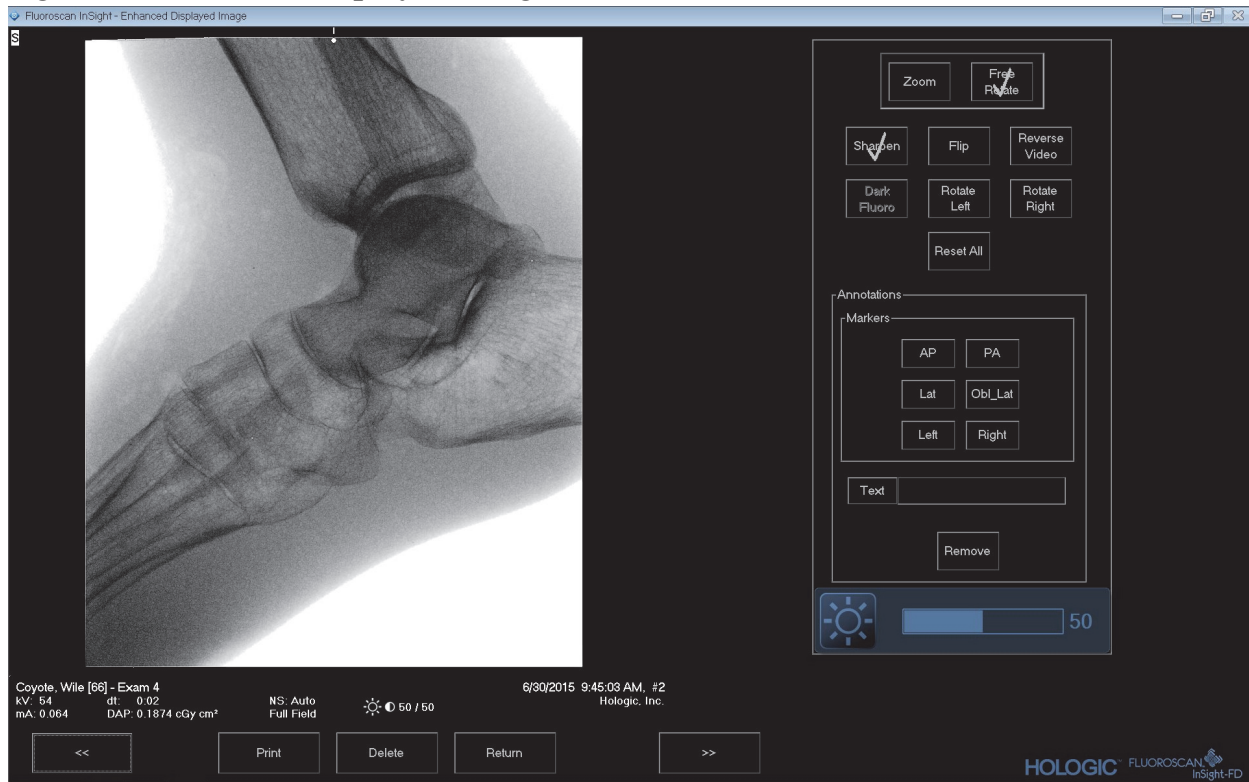 Fluoroscan InSight - Enhanced Displayed Image
S
Zoom
Free
Rotate
Sharpen
Flip
Reverse
Video
Dark
Fluoro
Rotate
Left
Rotate
Right
Reset All
Annotations
Markers
AP
PA
Lat
Obl_Lat
Left
Right
Text
Remove
50
Coyote, Wile [66] - Exam 4
kV: 54 dt: 0.02 NS: Auto
mA: 0.064 DAP: 0.1874 cGy cm² Full Field
50 / 50
6/30/2015 9:45:03 AM, #2
Hologic, Inc.
<<
Print
Delete
Return
>>
HOLOGIC™ FLUOROSCAN
InSight-FD